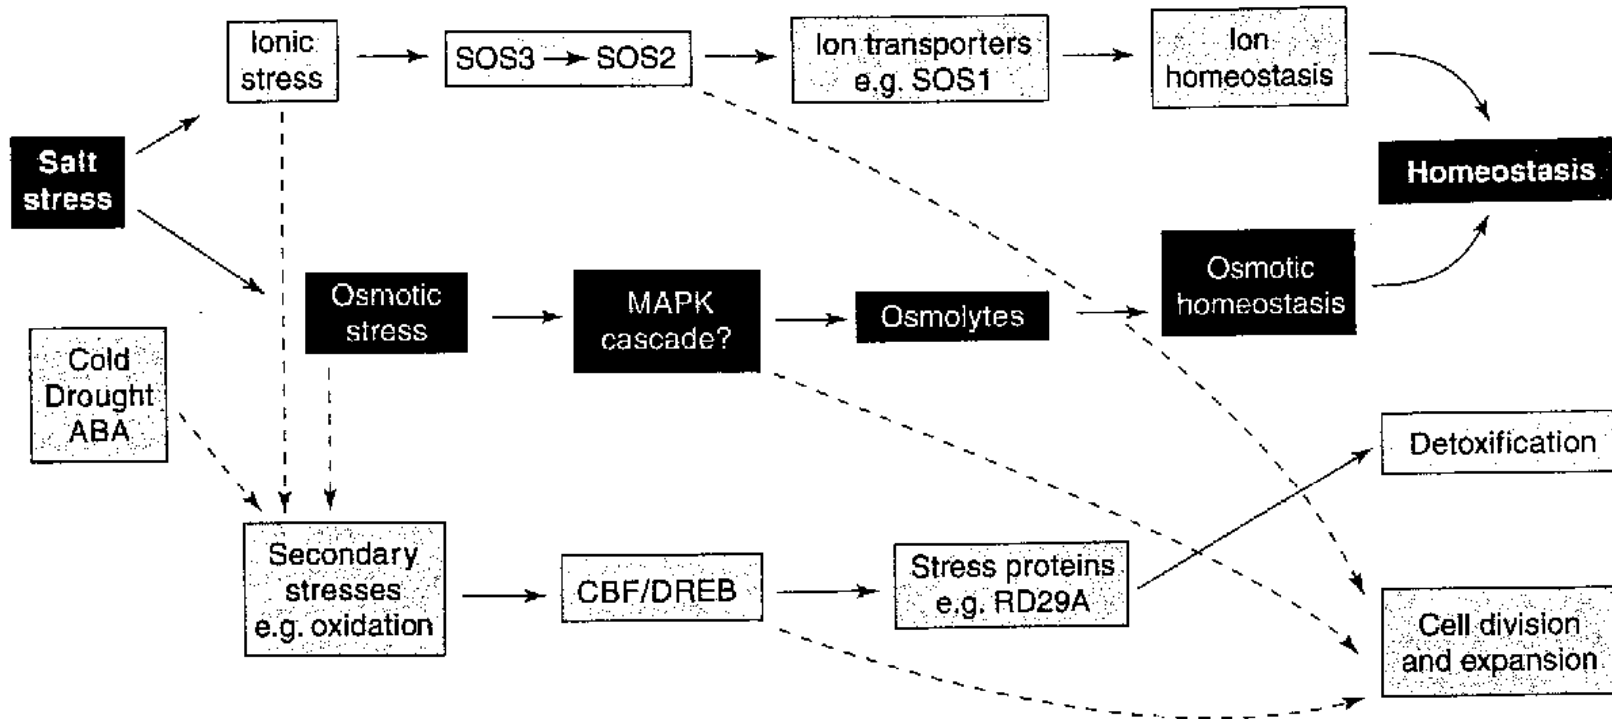 Ionic
stress
SOS3
SOS2
Ion transporters
e.g. SOS1
Ion
homeostasis
Salt
stress
Homeostasis
Osmotic
stress
MAPK
cascade?
Osmolytes
Osmotic
homeostasis
Cold
Drought
ABA
Detoxification
Secondary
stresses
e.g. oxidation
CBF/DREB
Stress proteins
e.g. RD29A
Cell division
and expansion